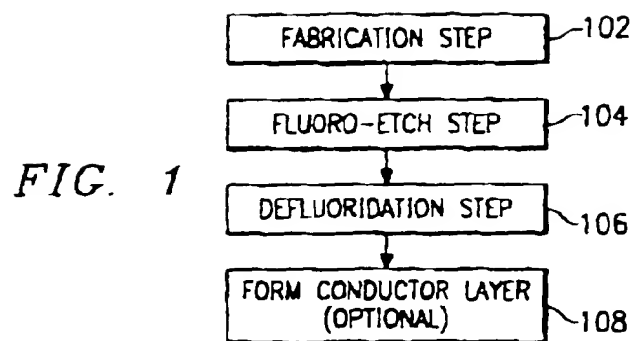 FABRICATION STEP
102
FLUORO-ETCH STEP
104
FIG. 1
DEFLUORIDATION STEP
106
FORM CONDUCTOR LAYER
(OPTIONAL)
108